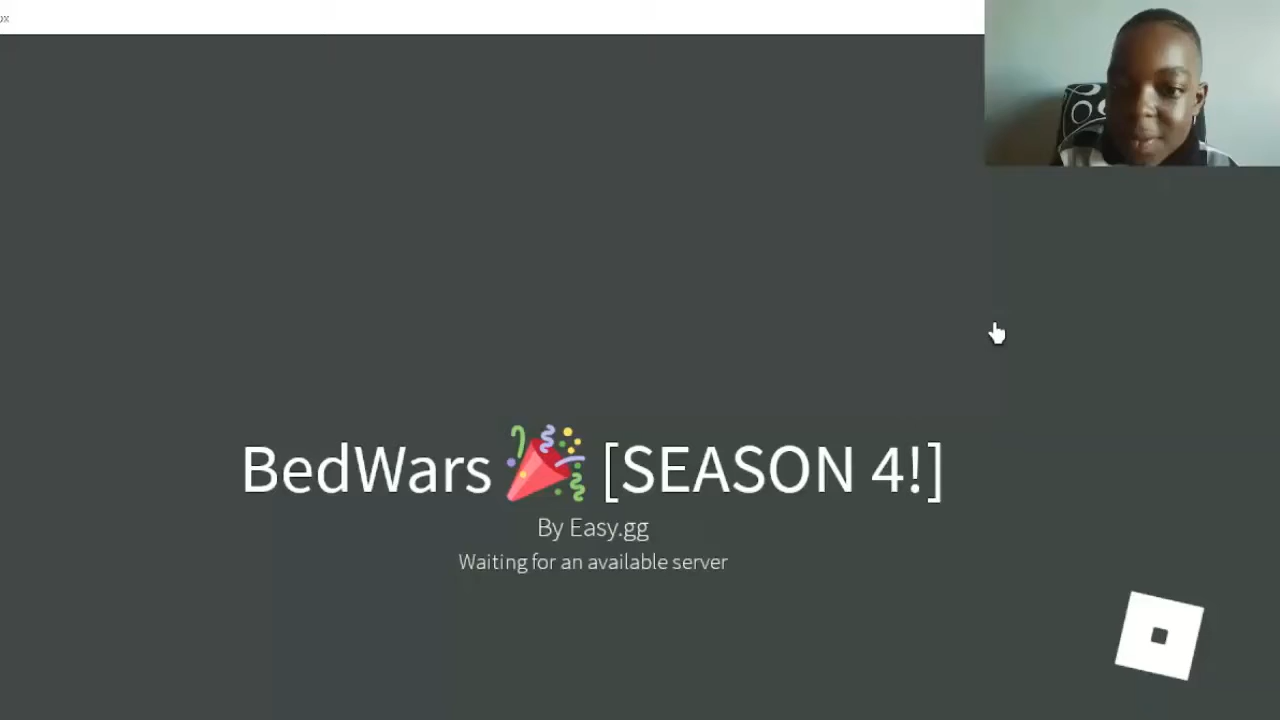 BedWars 🎉 [SEASON 4!]
By Easy.gg
Waiting for an available server